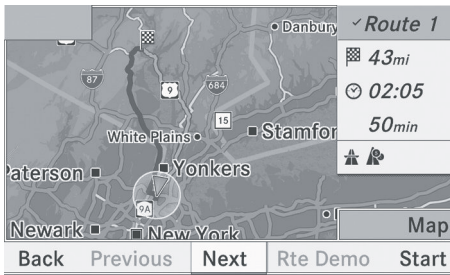 Danbury
✓ Route 1
43mi
02:05
50min
87
9
684
15
White Plains
Stamfor
Paterson
Yonkers
9A
Newark
New York
Map
Back Previous Next Rte Demo Start